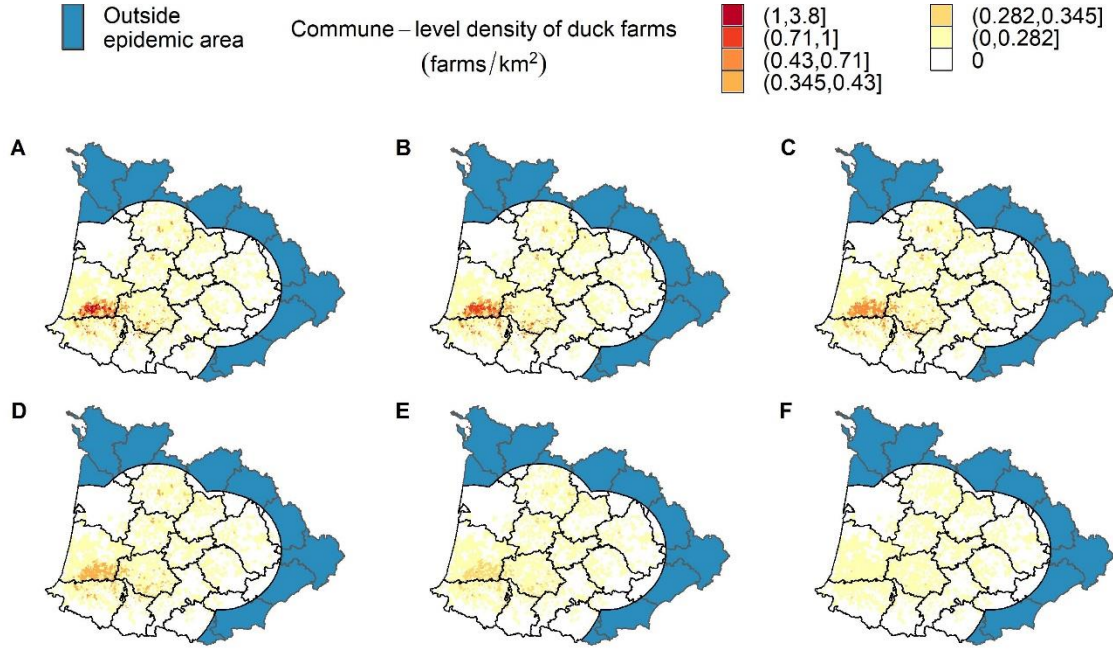 Outside
epidemic area
Commune – level density of duck farms
(farms/km²)
(1,3.8]
(0.71,1]
(0.43,0.71]
(0.345,0.43]
(0.282,0.345]
(0,0.282]
0
A
B
C
D
E
F